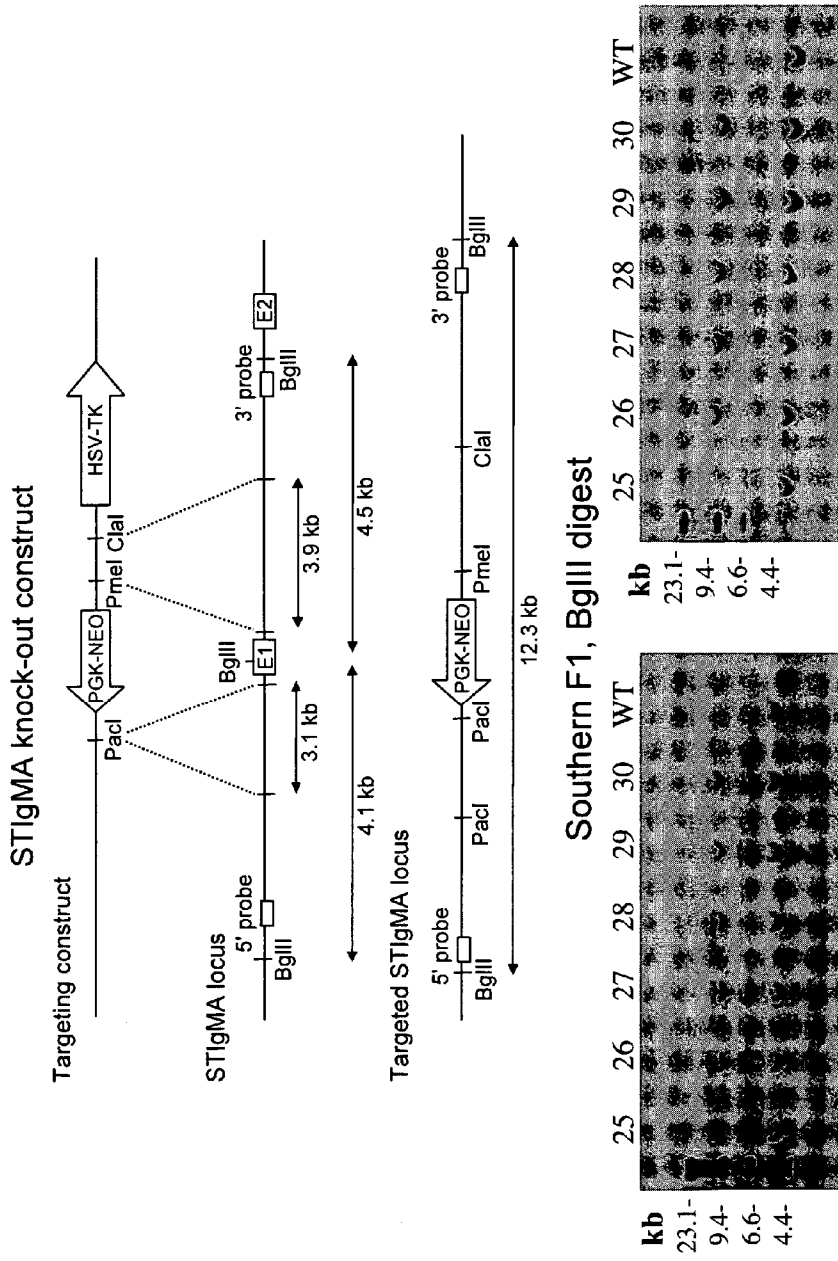 STIgMA knock-out construct
Targeting construct
PacI
PGK-NEO
PmeI ClaI
HSV-TK
STIgMA locus
5' probe
BglII
BglII
E1
3' probe
BglII
E2
3.1 kb
3.9 kb
4.1 kb
4.5 kb
Targeted STIgMA locus
5' probe
BglII
PacI
PacI
PGK-NEO
PmeI
ClaI
3' probe
BglII
12.3 kb
Southern F1, BglII digest
kb 25 26 27 28 29 30 WT
23.1-
9.4-
6.6-
4.4-
kb 25 26 27 28 29 30 WT
23.1-
9.4-
6.6-
4.4-